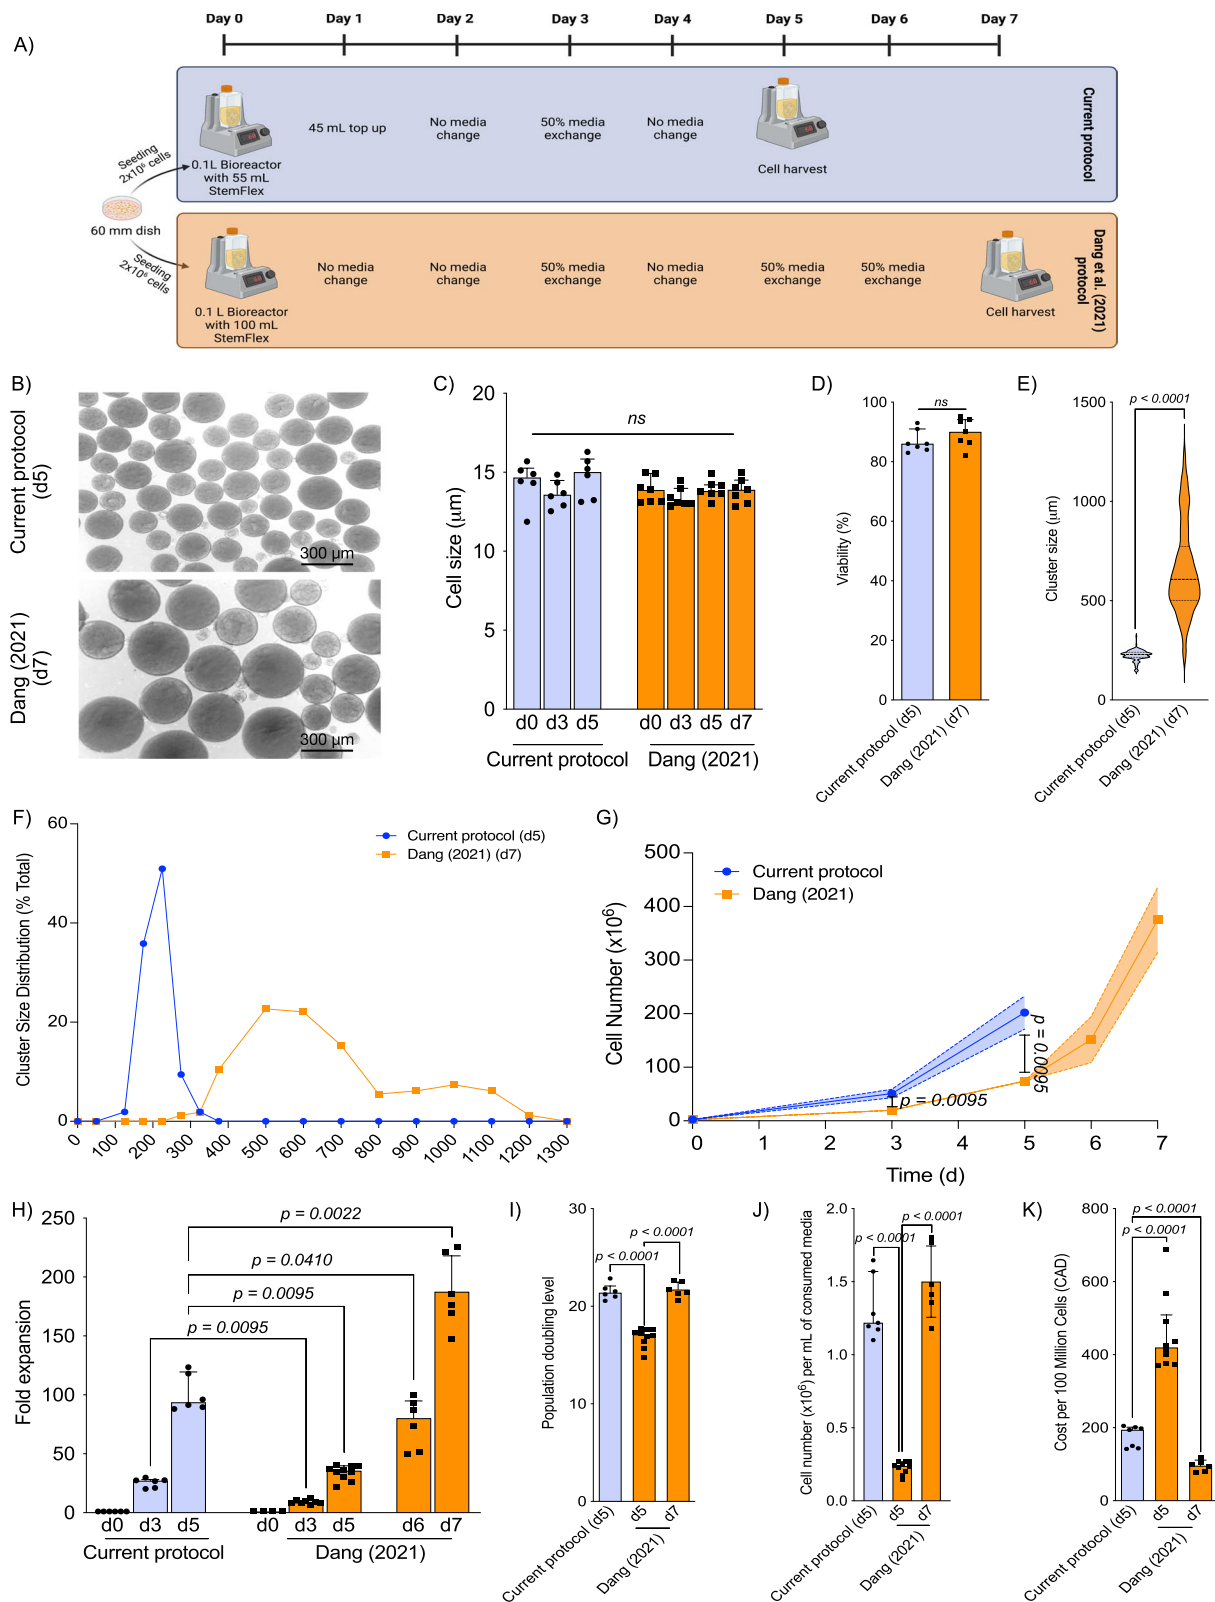 A)
Day 0 Day 1 Day 2 Day 3 Day 4 Day 5 Day 6 Day 7
Seeding
2x10⁶ cells
60 mm dish
Seeding
2x10⁶ cells
0.1L Bioreactor
with 55 mL
StemFlex
45 mL top up
No media
change
50% media
exchange
No media
change
Cell harvest
Current protocol
0.1 L Bioreactor
with 100 mL
StemFlex
No media
change
No media
change
50% media
exchange
No media
change
50% media
exchange
50% media
exchange
Cell harvest
Dang et al. (2021)
protocol
B)
Current protocol
(d5)
300 µm
Dang (2021)
(d7)
300 µm
C)
Cell size (µm)
20
15
10
5
0
ns
d0 d3 d5 d0 d3 d5 d7
Current protocol Dang (2021)
D)
Viability (%)
100
80
60
40
20
0
ns
Current protocol (d5)
Dang (2021) (d7)
E)
Cluster size (µm)
1500
1000
500
0
p < 0.0001
Current protocol (d5)
Dang (2021) (d7)
F)
Cluster Size Distribution (% Total)
60
40
20
0
Current protocol (d5)
Dang (2021) (d7)
0 100 200 300 400 500 600 700 800 900 1000 1100 1200 1300
G)
Cell Number (x10⁶)
500
400
300
200
100
0
Current protocol
Dang (2021)
p = 0.0095
p = 0.0095
0 1 2 3 4 5 6 7
Time (d)
H)
Fold expansion
250
200
150
100
50
0
p = 0.0022
p = 0.0410
p = 0.0095
p = 0.0095
d0 d3 d5 d0 d3 d5 d6 d7
Current protocol Dang (2021)
I)
Population doubling level
30
20
10
0
p < 0.0001
p < 0.0001
Current protocol (d5)
d5 d7
Dang (2021)
J)
Cell number (x10⁶) per mL of consumed media
2.0
1.5
1.0
0.5
0.0
p < 0.0001
p < 0.0001
Current protocol (d5)
d5 d7
Dang (2021)
K)
Cost per 100 Million Cells (CAD)
800
600
400
200
0
p < 0.0001
p < 0.0001
Current protocol (d5)
d5 d7
Dang (2021)